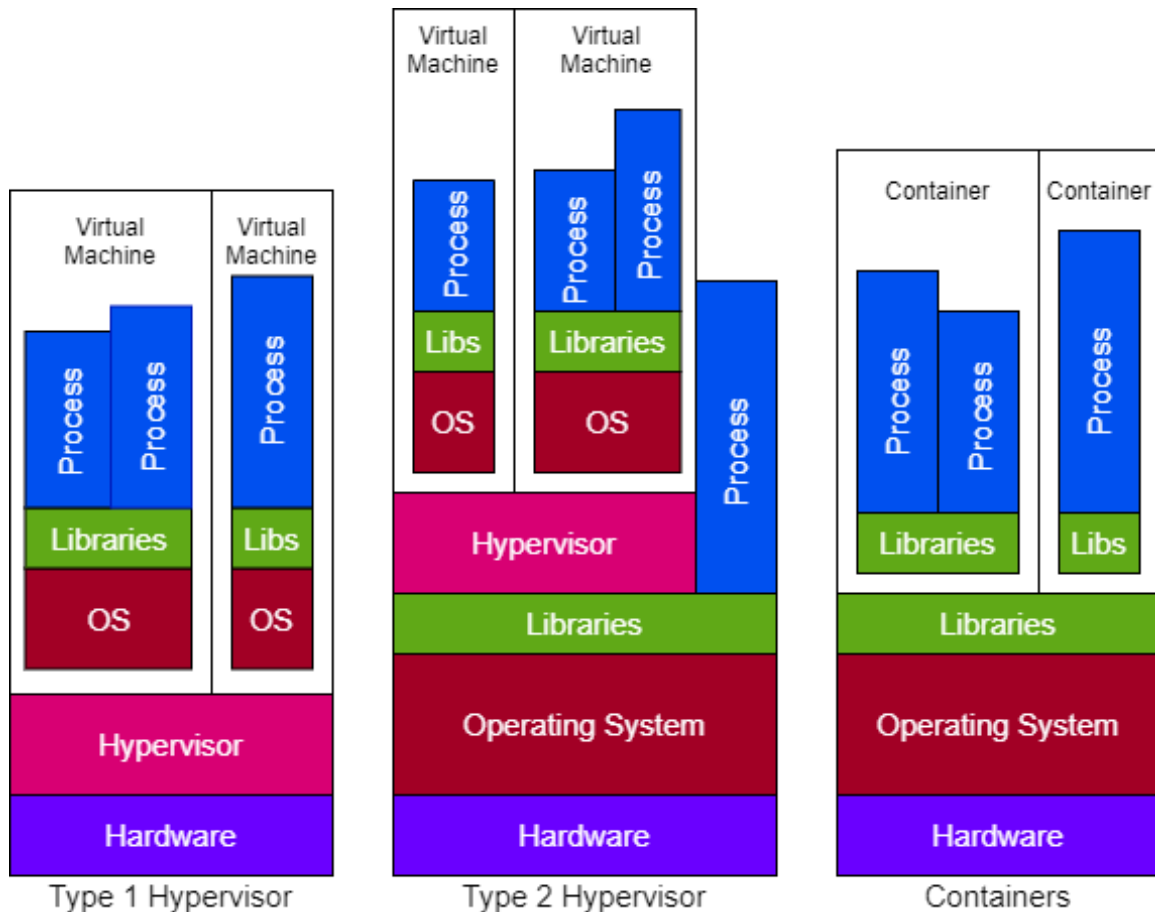 Virtual
Machine
Virtual
Machine
Process
Process
Process
Libraries
Libs
OS
OS
Hypervisor
Hardware
Type 1 Hypervisor
Virtual
Machine
Virtual
Machine
Process
Process
Process
Libs
Libraries
OS
OS
Process
Hypervisor
Libraries
Operating System
Hardware
Type 2 Hypervisor
Container
Container
Process
Process
Process
Libraries
Libs
Libraries
Operating System
Hardware
Containers